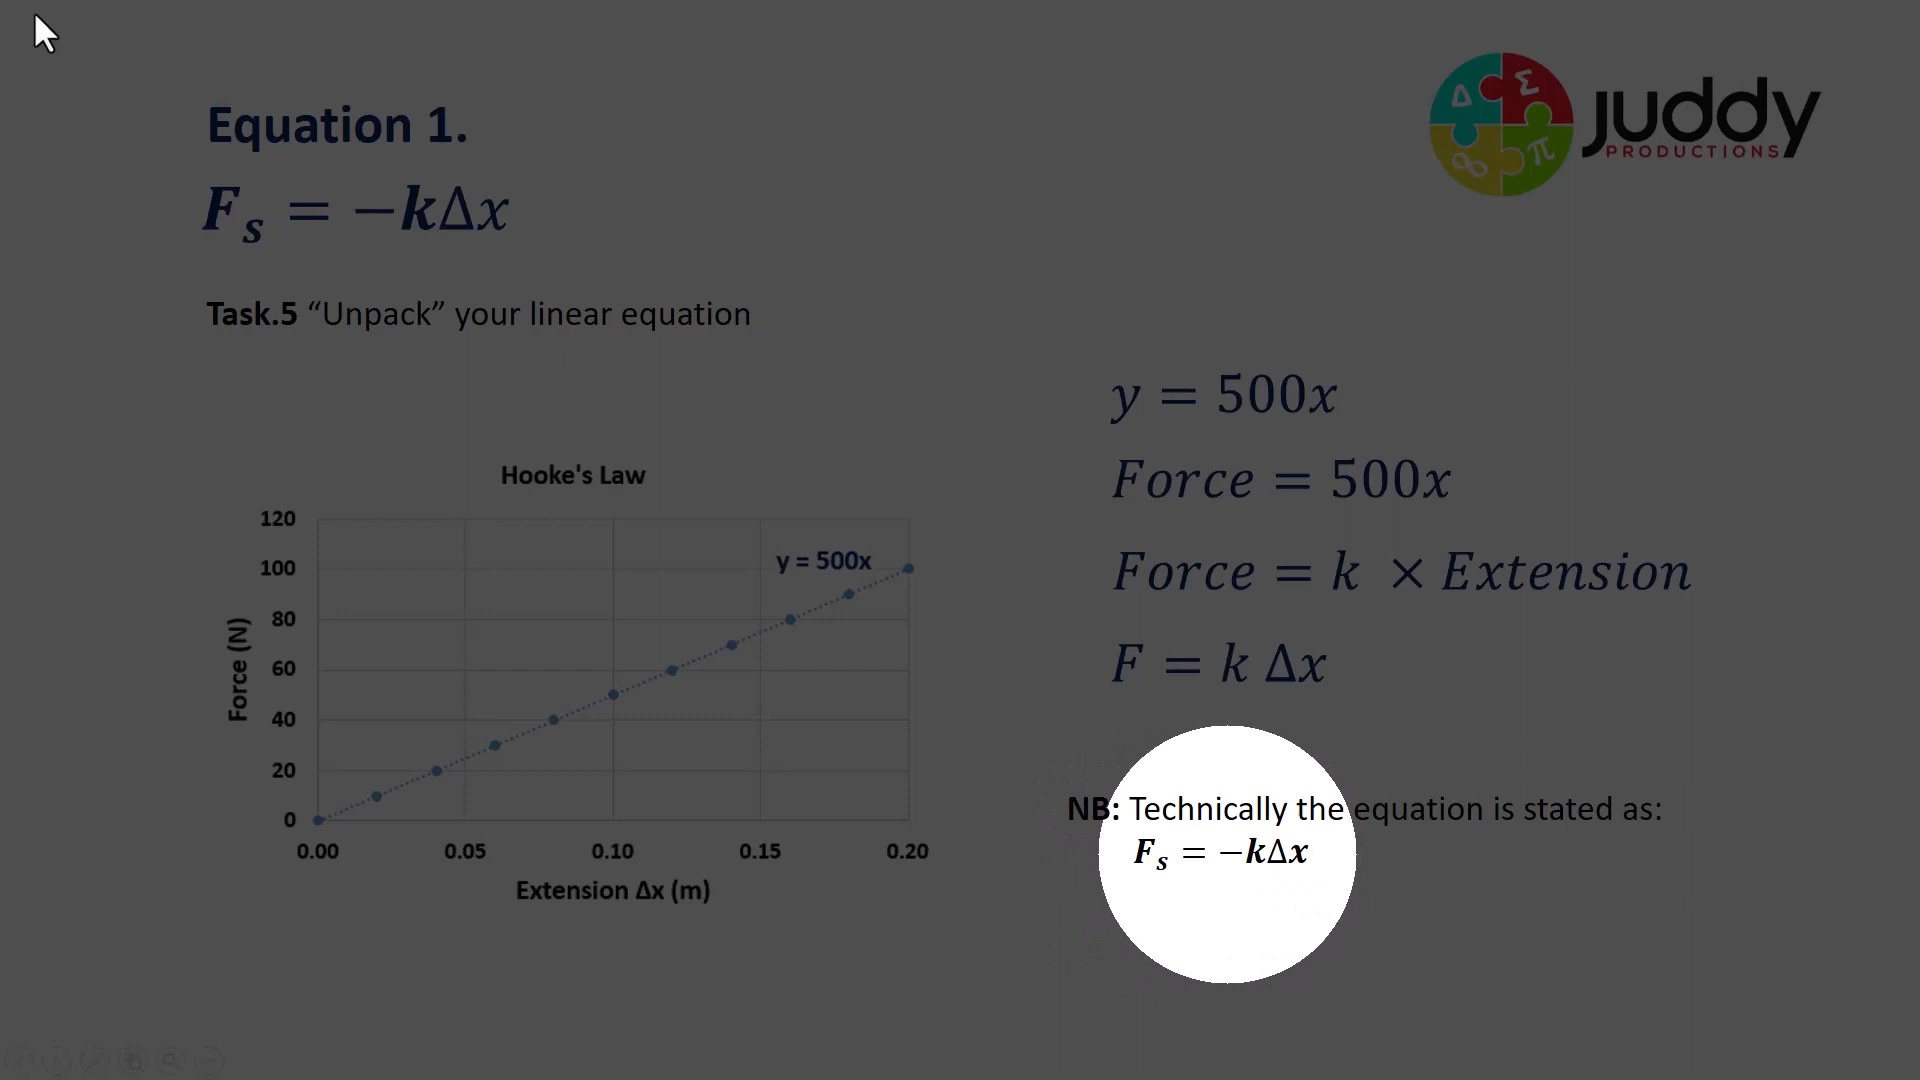 Equation 1.
Fₛ = −kΔx
Δ Σ ∞ π
juddy
PRODUCTIONS
Task.5 “Unpack” your linear equation
y = 500x
Force = 500x
Force = k × Extension
F = k Δx
Hooke's Law
y = 500x
Force (N)
120
100
80
60
40
20
0
0.00 0.05 0.10 0.15 0.20
Extension Δx (m)
NB: Technically the equation is stated as:
Fₛ = −kΔx